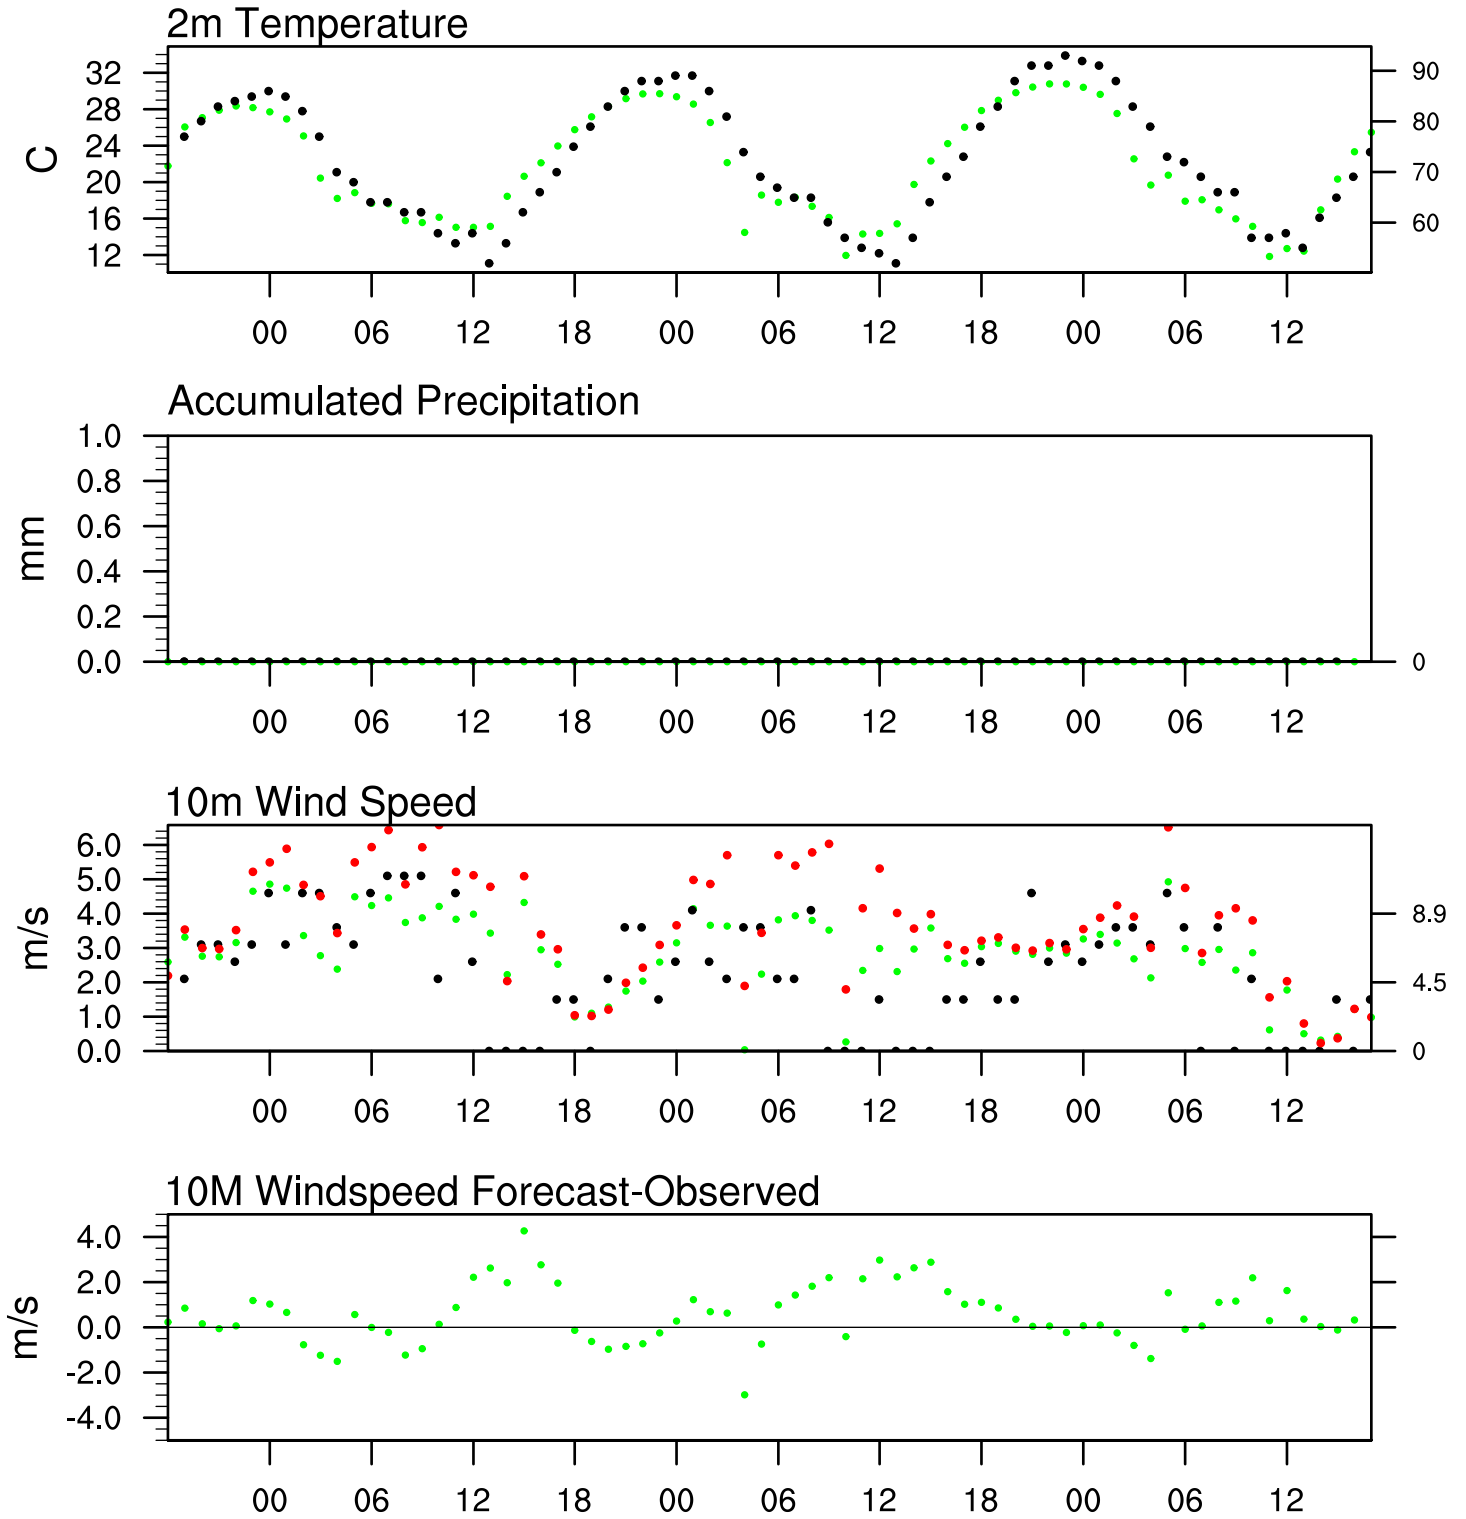 2m Temperature
32 90
28
80
24
C
20 70
16 60
12
00 06 12 18 00 06 12 18 00 06 12
Accumulated Precipitation
1.0
0.8
0.6
mm
0.4
0.2
0.0 0
00 06 12 18 00 06 12 18 00 06 12
10m Wind Speed
6.0
5.0
4.0 8.9
m/s
3.0
2.0 4.5
1.0
0.0 0
00 06 12 18 00 06 12 18 00 06 12
10M Windspeed Forecast-Observed
4.0
2.0
m/s
0.0
-2.0
-4.0
00 06 12 18 00 06 12 18 00 06 12